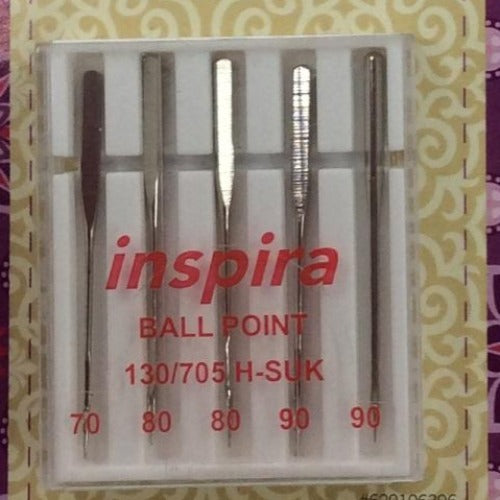 inspira
BALL POINT
130/705 H-SUK
70 80 80 90 90